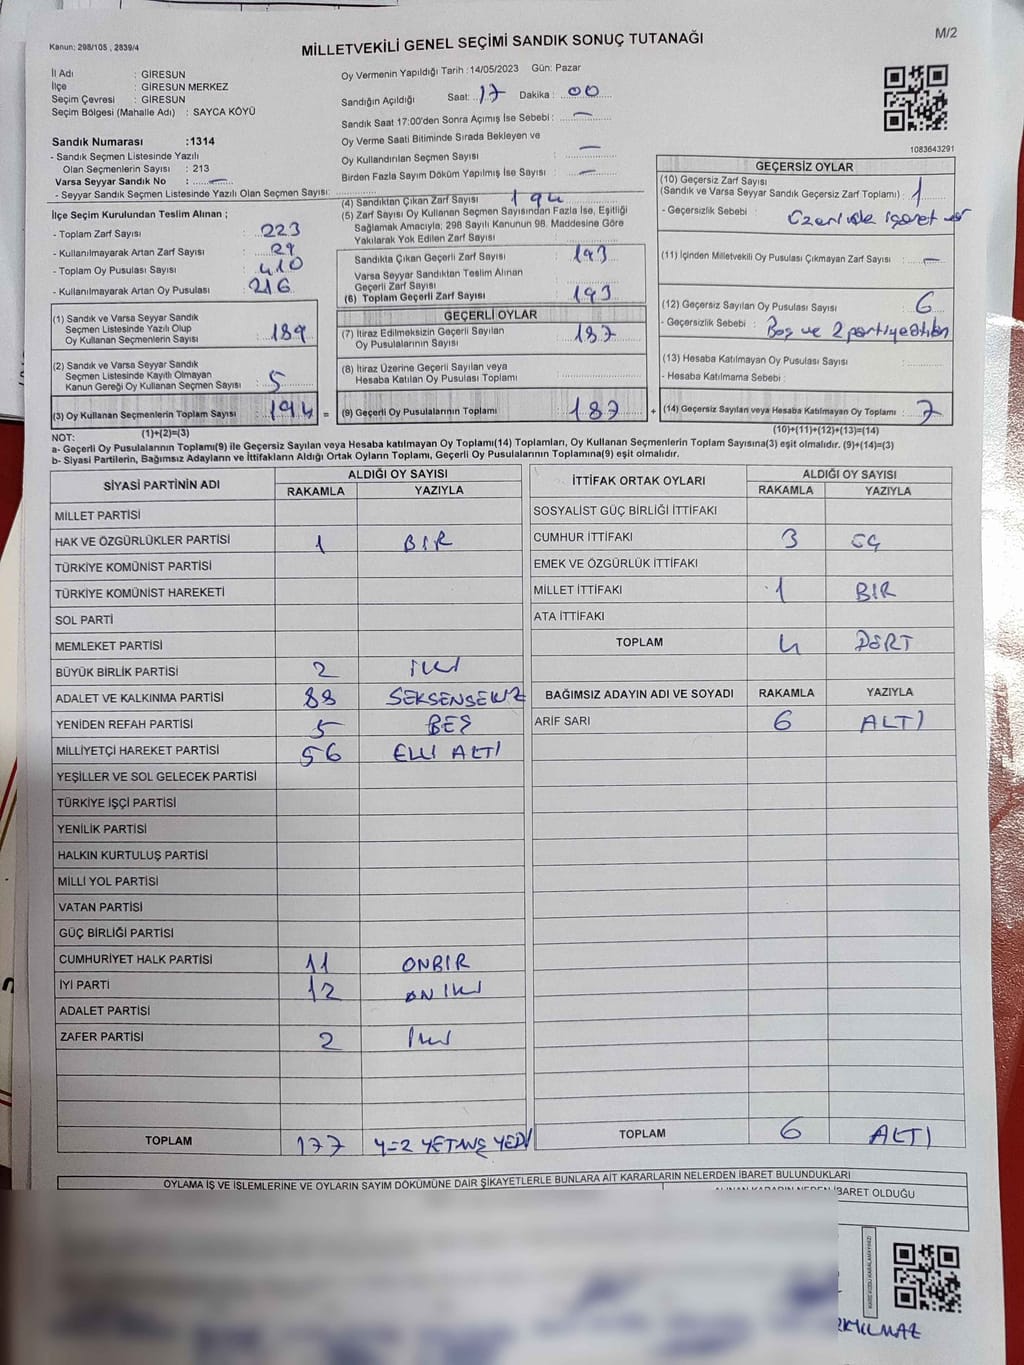 Kanun: 298/105 , 2839/4
MİLLETVEKİLİ GENEL SEÇİMİ SANDIK SONUÇ TUTANAĞI
M/2
İl Adı : GİRESUN
İlçe : GİRESUN MERKEZ
Seçim Çevresi : GİRESUN
Seçim Bölgesi (Mahalle Adı) : SAYCA KÖYÜ
Oy Vermenin Yapıldığı Tarih :14/05/2023 Gün: Pazar
Sandığın Açıldığı Saat: 17 Dakika : 00
Sandık Saat 17:00'den Sonra Açımış İse Sebebi : —
Oy Verme Saati Bitiminde Sırada Bekleyen ve
Oy Kullandırılan Seçmen Sayısı : —
Birden Fazla Sayım Döküm Yapılmış İse Sayısı : —
1083643291
Sandık Numarası :1314
- Sandık Seçmen Listesinde Yazılı
Olan Seçmenlerin Sayısı : 213
Varsa Seyyar Sandık No : —
- Seyyar Sandık Seçmen Listesinde Yazılı Olan Seçmen Sayısı:
İlçe Seçim Kurulundan Teslim Alınan ;
- Toplam Zarf Sayısı : 223
- Kullanılmayarak Artan Zarf Sayısı : 29
- Toplam Oy Pusulası Sayısı : 410
- Kullanılmayarak Artan Oy Pusulası : 216
(1) Sandık ve Varsa Seyyar Sandık
Seçmen Listesinde Yazılı Olup
Oy Kullanan Seçmenlerin Sayısı : 189
(2) Sandık ve Varsa Seyyar Sandık
Seçmen Listesinde Kayıtlı Olmayan
Kanun Gereği Oy Kullanan Seçmen Sayısı : 5
(3) Oy Kullanan Seçmenlerin Toplam Sayısı : 194 =
(1)+(2)=(3)
(4) Sandıktan Çıkan Zarf Sayısı : 194
(5) Zarf Sayısı Oy Kullanan Seçmen Sayısından Fazla İse, Eşitliği
Sağlamak Amacıyla; 298 Sayılı Kanunun 98. Maddesine Göre
Yakılarak Yok Edilen Zarf Sayısı :
Sandıkta Çıkan Geçerli Zarf Sayısı : 193
Varsa Seyyar Sandıktan Teslim Alınan
Geçerli Zarf Sayısı :
(6) Toplam Geçerli Zarf Sayısı : 193
GEÇERLİ OYLAR
(7) İtiraz Edilmeksizin Geçerli Sayılan
Oy Pusulalarının Sayısı : 187
(8) İtiraz Üzerine Geçerli Sayılan veya
Hesaba Katılan Oy Pusulası Toplamı :
(9) Geçerli Oy Pusulalarının Toplamı : 187 +
GEÇERSİZ OYLAR
(10) Geçersiz Zarf Sayısı
(Sandık ve Varsa Seyyar Sandık Geçersiz Zarf Toplamı) : 1
- Geçersizlik Sebebi : işaret var
(11) İçinden Milletvekili Oy Pusulası Çıkmayan Zarf Sayısı : —
(12) Geçersiz Sayılan Oy Pusulası Sayısı : 6
- Geçersizlik Sebebi : Boş ve 2 partiye atılan
(13) Hesaba Katılmayan Oy Pusulası Sayısı :
- Hesaba Katılmama Sebebi :
(14) Geçersiz Sayılan veya Hesaba Katılmayan Oy Toplamı : 7
(10)+(11)+(12)+(13)=(14)
NOT:
a- Geçerli Oy Pusulalarının Toplamı(9) ile Geçersiz Sayılan veya Hesaba katılmayan Oy Toplamı(14) Toplamları, Oy Kullanan Seçmenlerin Toplam Sayısına(3) eşit olmalıdır. (9)+(14)=(3)
b- Siyasi Partilerin, Bağımsız Adayların ve İttifakların Aldığı Ortak Oyların Toplamı, Geçerli Oy Pusulalarının Toplamına(9) eşit olmalıdır.
SİYASİ PARTİNİN ADI ALDIĞI OY SAYISI
RAKAMLA YAZIYLA
MİLLET PARTİSİ
HAK VE ÖZGÜRLÜKLER PARTİSİ 1 BİR
TÜRKİYE KOMÜNİST PARTİSİ
TÜRKİYE KOMÜNİST HAREKETİ
SOL PARTİ
MEMLEKET PARTİSİ
BÜYÜK BİRLİK PARTİSİ 2 İKİ
ADALET VE KALKINMA PARTİSİ 88 SEKSENSEKİZ
YENİDEN REFAH PARTİSİ 5 BEŞ
MİLLİYETÇİ HAREKET PARTİSİ 56 ELLİ ALTI
YEŞİLLER VE SOL GELECEK PARTİSİ
TÜRKİYE İŞÇİ PARTİSİ
YENİLİK PARTİSİ
HALKIN KURTULUŞ PARTİSİ
MİLLİ YOL PARTİSİ
VATAN PARTİSİ
GÜÇ BİRLİĞİ PARTİSİ
CUMHURİYET HALK PARTİSİ 11 ONBİR
İYİ PARTİ 12 ON İKİ
ADALET PARTİSİ
ZAFER PARTİSİ 2 İKİ
TOPLAM 177 YÜZ YETMİŞ YEDİ
İTTİFAK ORTAK OYLARI ALDIĞI OY SAYISI
RAKAMLA YAZIYLA
SOSYALİST GÜÇ BİRLİĞİ İTTİFAKI
CUMHUR İTTİFAKI 3 ÜÇ
EMEK VE ÖZGÜRLÜK İTTİFAKI
MİLLET İTTİFAKI 1 BİR
ATA İTTİFAKI
TOPLAM 4 DÖRT
BAĞIMSIZ ADAYIN ADI VE SOYADI RAKAMLA YAZIYLA
ARİF SARI 6 ALTI
TOPLAM 6 ALTI
OYLAMA İŞ VE İŞLEMLERİNE VE OYLARIN SAYIM DÖKÜMÜNE DAİR ŞİKAYETLERLE BUNLARA AİT KARARLARIN NELERDEN İBARET BULUNDUKLARI
ALINAN KARARIN NEDEN İBARET OLDUĞU